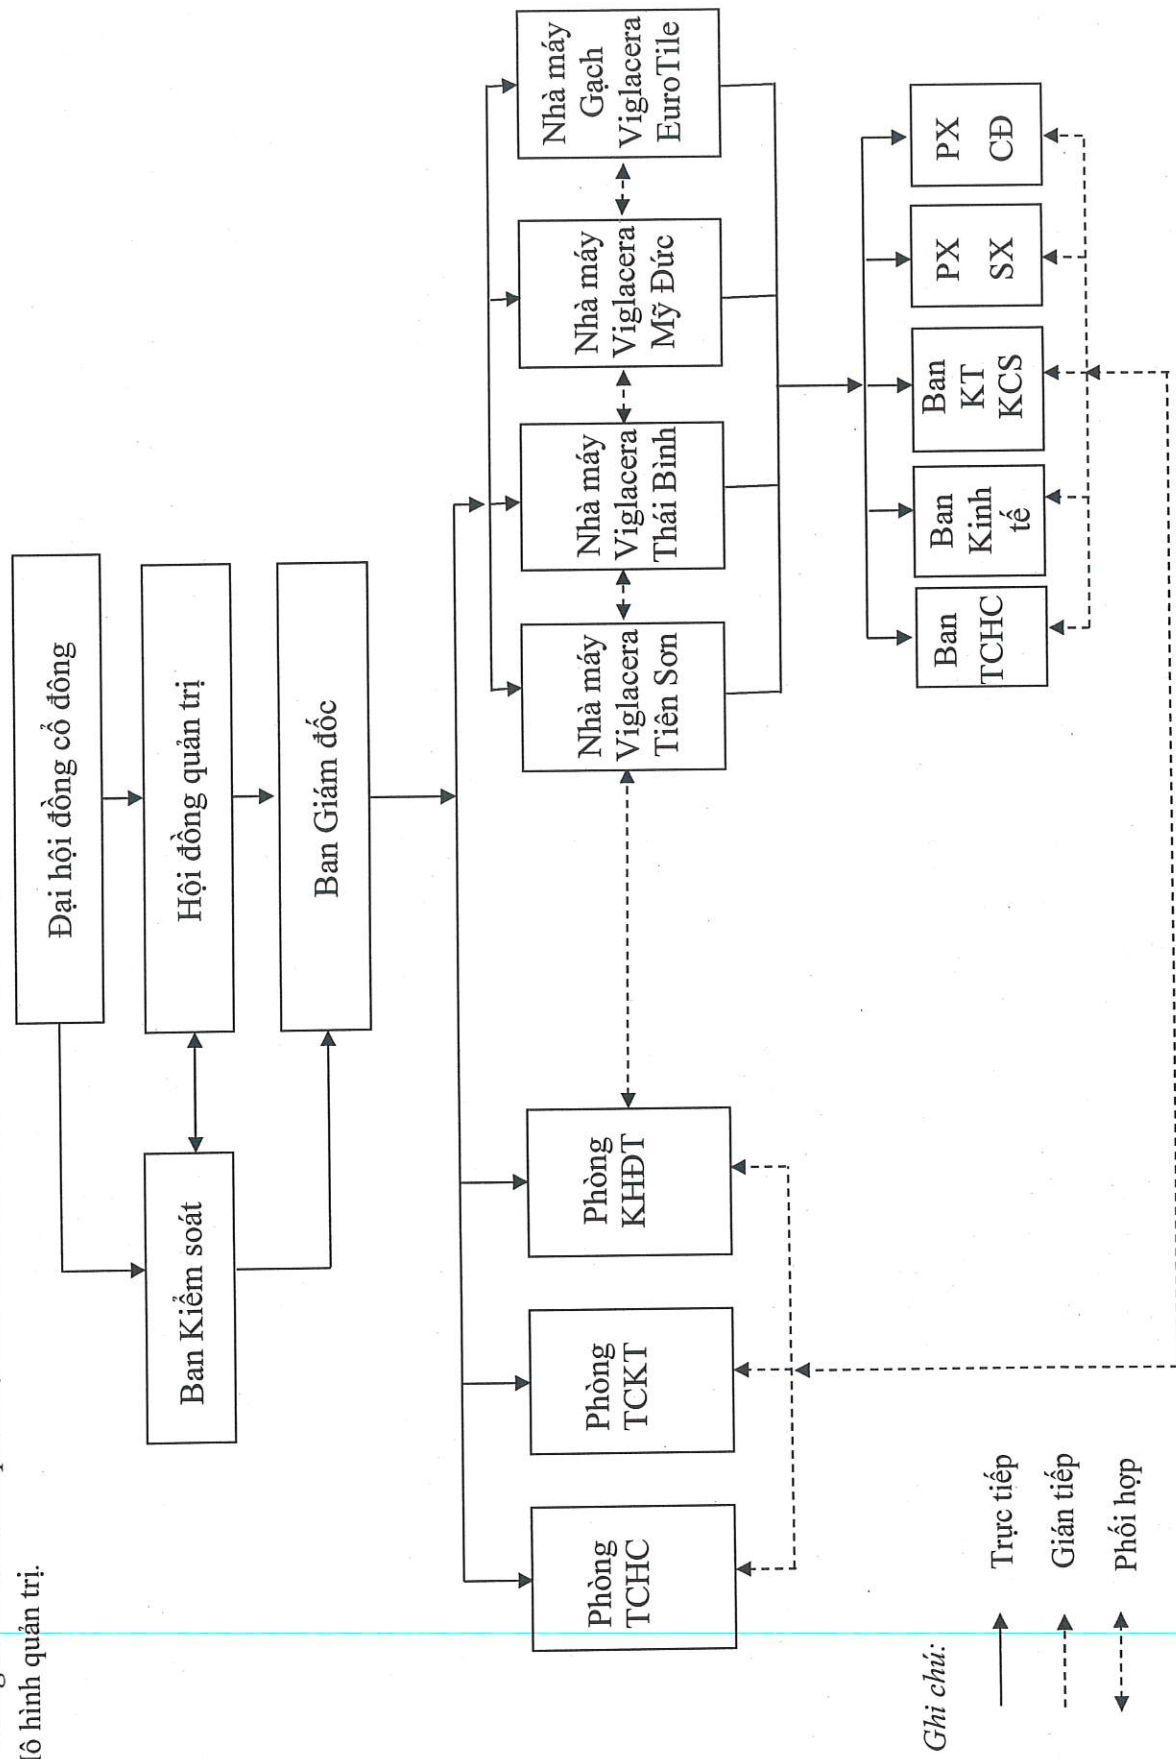 hình quản trị.
Đại hội đồng cổ đông
Ban Kiểm soát
Hội đồng quản trị
Ban Giám đốc
Phòng
TCHC
Phòng
TCKT
Phòng
KHĐT
Nhà máy
Viglacera
Tiên Sơn
Nhà máy
Viglacera
Thái Bình
Nhà máy
Viglacera
Mỹ Đức
Nhà máy
Gạch
Viglacera
EuroTile
Ban
TCHC
Ban
Kinh
tế
Ban
KT
KCS
PX
SX
PX
CĐ
Ghi chú:
Trực tiếp
Gián tiếp
Phối hợp